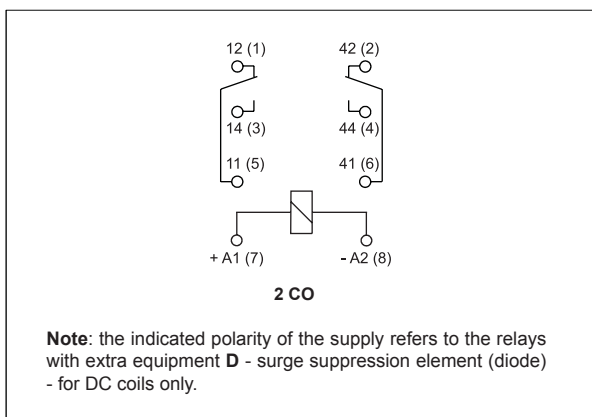 12 (1) 42 (2)
14 (3) 44 (4)
11 (5) 41 (6)
+ A1 (7) - A2 (8)
2 CO
Note: the indicated polarity of the supply refers to the relays
with extra equipment D - surge suppression element (diode)
- for DC coils only.